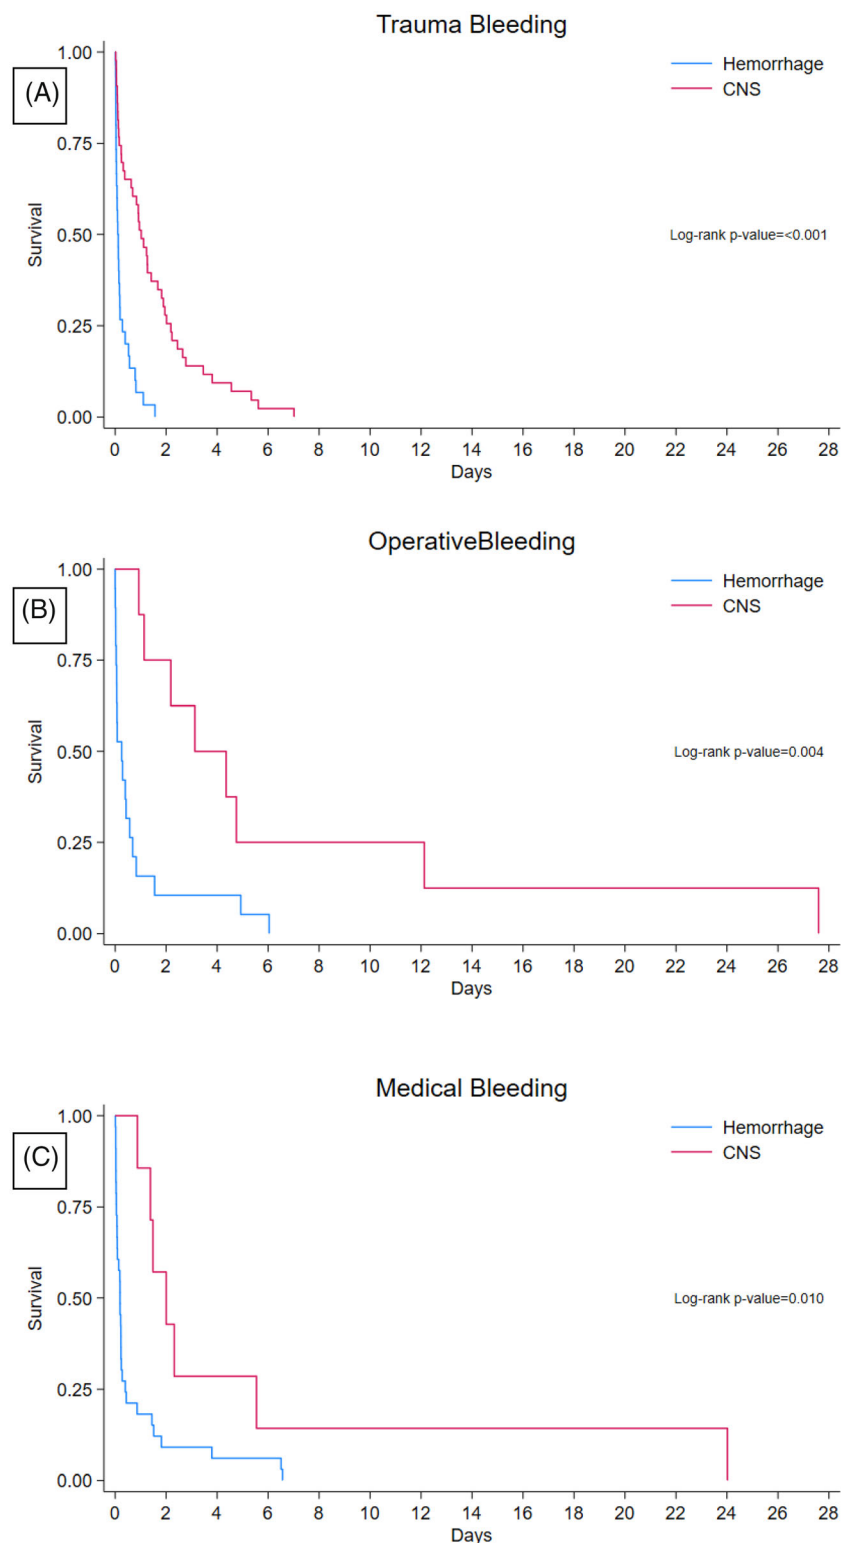 Trauma Bleeding
(A)
Hemorrhage
CNS
Log-rank p-value=<0.001
Survival
1.00
0.75
0.50
0.25
0.00
0 2 4 6 8 10 12 14 16 18 20 22 24 26 28
Days
OperativeBleeding
(B)
Hemorrhage
CNS
Log-rank p-value=0.004
Survival
1.00
0.75
0.50
0.25
0.00
0 2 4 6 8 10 12 14 16 18 20 22 24 26 28
Days
Medical Bleeding
(C)
Hemorrhage
CNS
Log-rank p-value=0.010
Survival
1.00
0.75
0.50
0.25
0.00
0 2 4 6 8 10 12 14 16 18 20 22 24 26 28
Days